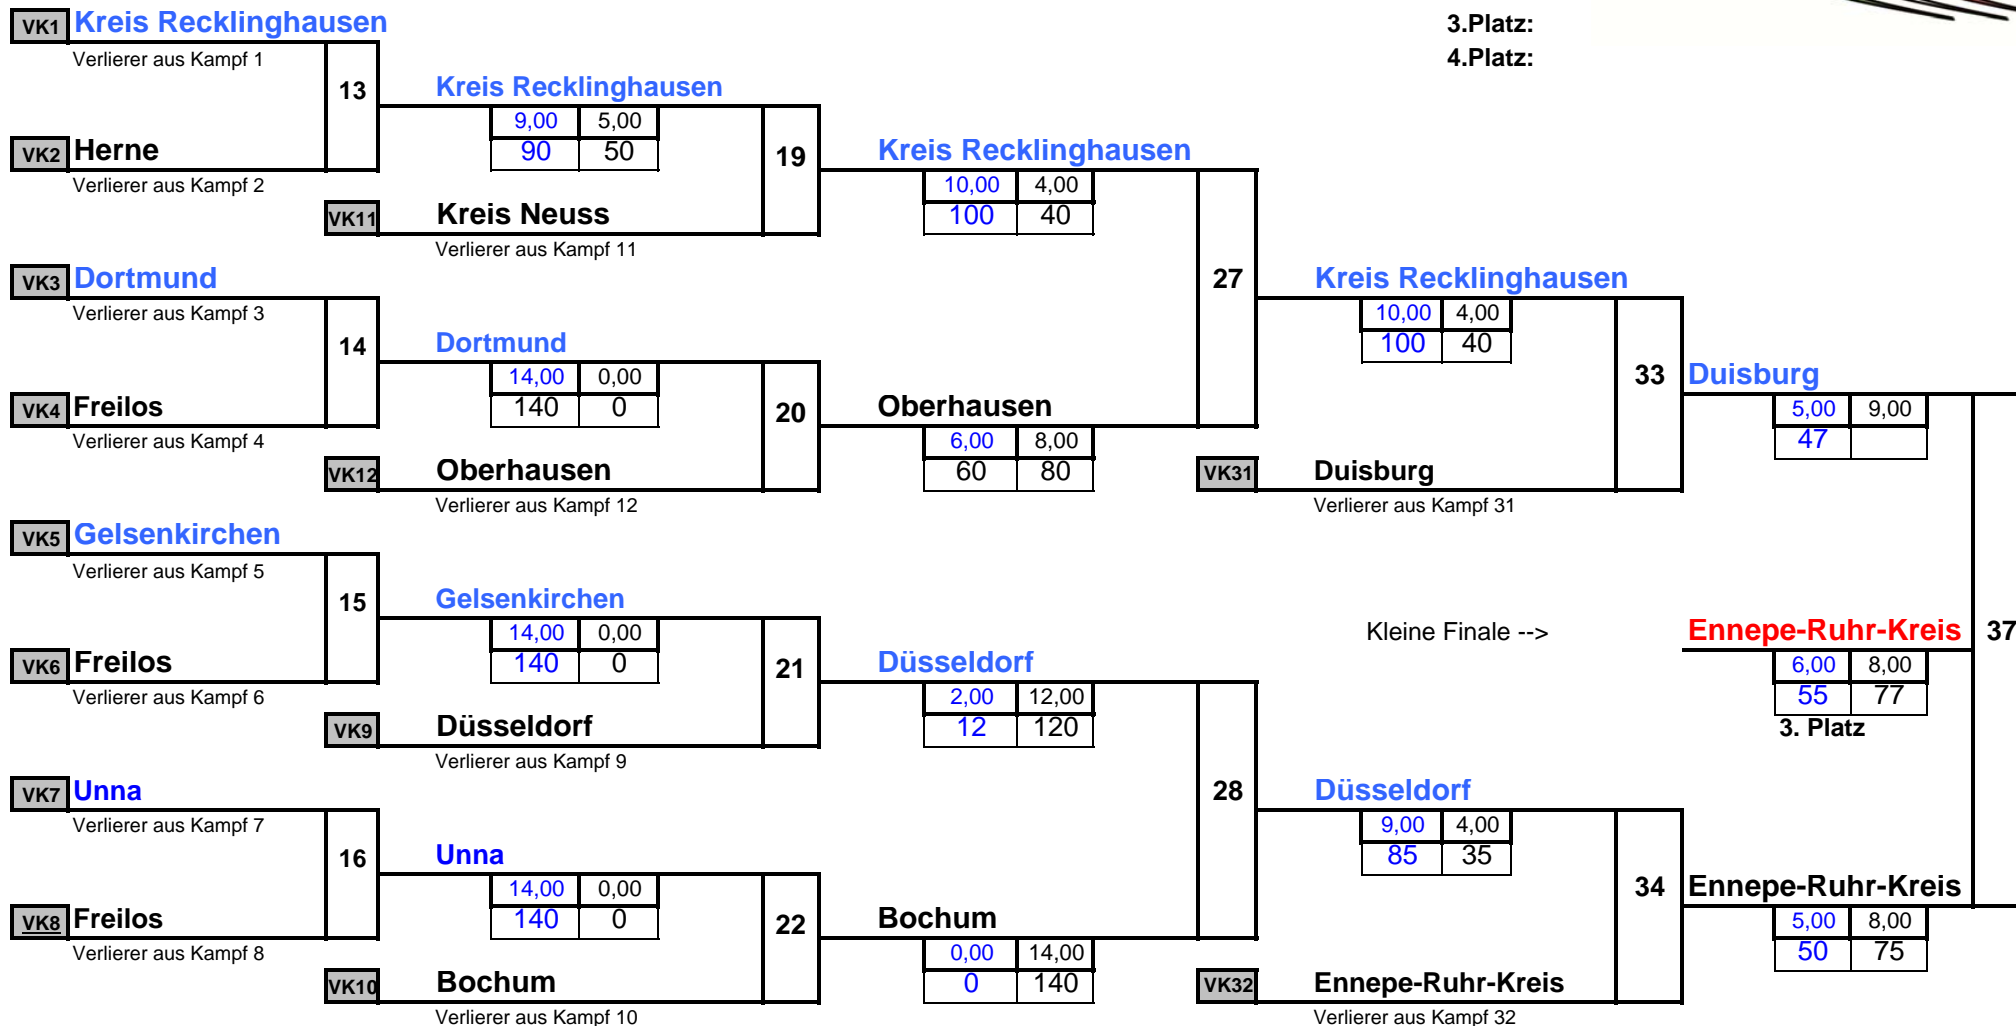 VK1 Kreis Recklinghausen
3.Platz:
Verlierer aus Kampf 1
4.Platz:
13 Kreis Recklinghausen
9,00 5,00
VK2 Herne 90 50 19 Kreis Recklinghausen
Verlierer aus Kampf 2 10,00 4,00
VK11 Kreis Neuss 100 40
Verlierer aus Kampf 11
VK3 Dortmund 27 Kreis Recklinghausen
Verlierer aus Kampf 3 10,00 4,00
14 Dortmund 100 40
14,00 0,00 33 Duisburg
VK4 Freilos 140 0 20 Oberhausen 5,00 9,00
Verlierer aus Kampf 4 6,00 8,00 47
VK12 Oberhausen 60 80 VK31 Duisburg
Verlierer aus Kampf 12 Verlierer aus Kampf 31
VK5 Gelsenkirchen
Verlierer aus Kampf 5
15 Gelsenkirchen
14,00 0,00 Kleine Finale --> Ennepe-Ruhr-Kreis 37
VK6 Freilos 140 0 21 Düsseldorf 6,00 8,00
Verlierer aus Kampf 6 2,00 12,00 55 77
VK9 Düsseldorf 12 120 3. Platz
Verlierer aus Kampf 9
VK7 Unna 28 Düsseldorf
Verlierer aus Kampf 7 9,00 4,00
16 Unna 85 35
14,00 0,00 34 Ennepe-Ruhr-Kreis
VK8 Freilos 140 0 22 Bochum 5,00 8,00
Verlierer aus Kampf 8 0,00 14,00 50 75
VK10 Bochum 0 140 VK32 Ennepe-Ruhr-Kreis
Verlierer aus Kampf 10 Verlierer aus Kampf 32